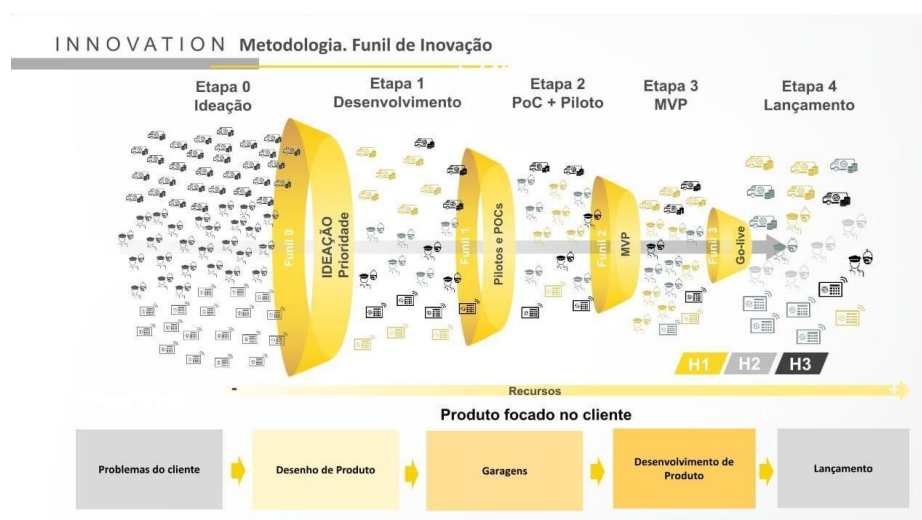 INNOVATION Metodologia. Funil de Inovação
Etapa 0
Ideação
Etapa 1
Desenvolvimento
Etapa 2
PoC + Piloto
Etapa 3
MVP
Etapa 4
Lançamento
Funil 0
IDEAÇÃO
Prioridade
Funil 1
Pilotos e POCs
Funil 2
MVP
Funil 3
Go-live
H1 H2 H3
- Recursos +
Produto focado no cliente
Problemas do cliente
Desenho de Produto
Garagens
Desenvolvimento de
Produto
Lançamento